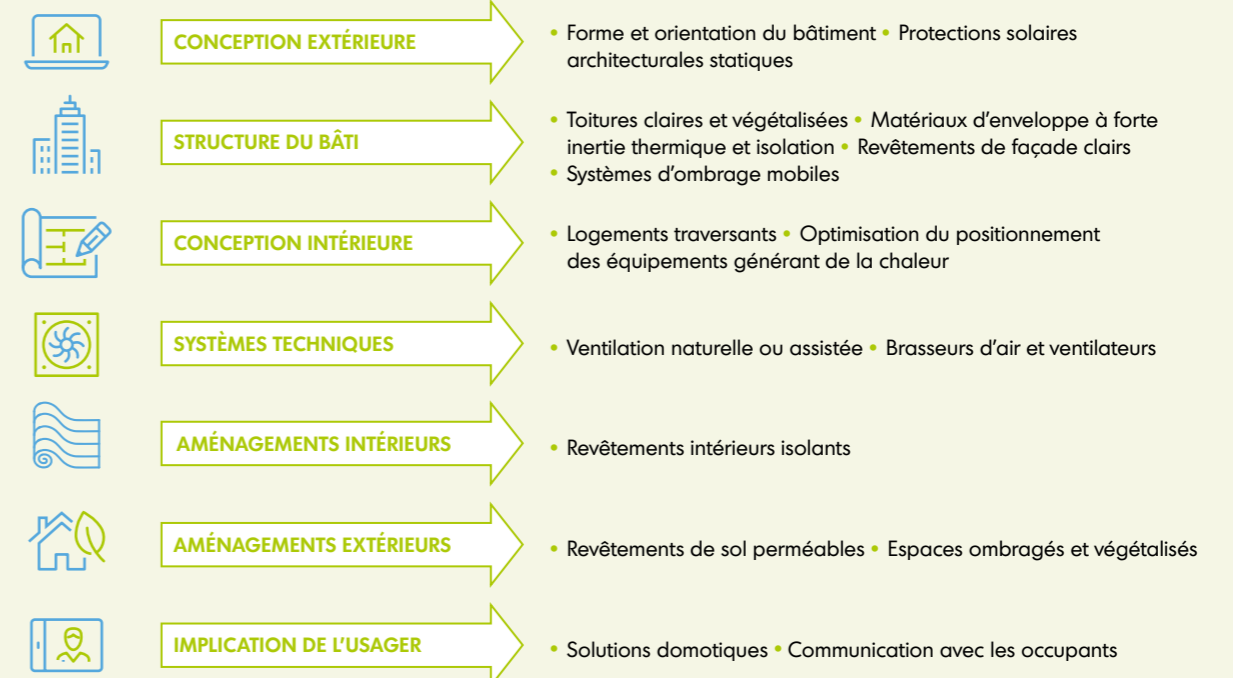 CONCEPTION EXTÉRIEURE
• Forme et orientation du bâtiment • Protections solaires
architecturales statiques
STRUCTURE DU BÂTI
• Toitures claires et végétalisées • Matériaux d’enveloppe à forte
inertie thermique et isolation • Revêtements de façade clairs
• Systèmes d’ombrage mobiles
CONCEPTION INTÉRIEURE
• Logements traversants • Optimisation du positionnement
des équipements générant de la chaleur
SYSTÈMES TECHNIQUES
• Ventilation naturelle ou assistée • Brasseurs d’air et ventilateurs
AMÉNAGEMENTS INTÉRIEURS
• Revêtements intérieurs isolants
AMÉNAGEMENTS EXTÉRIEURS
• Revêtements de sol perméables • Espaces ombragés et végétalisés
IMPLICATION DE L’USAGER
• Solutions domotiques • Communication avec les occupants